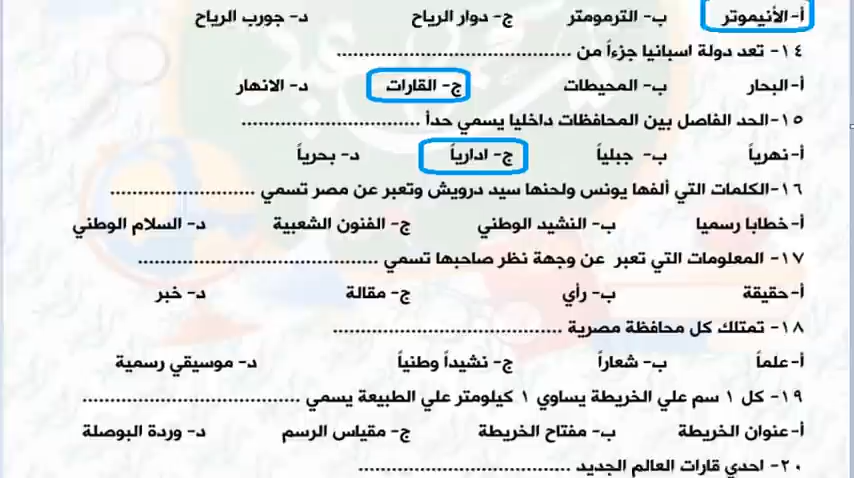 أ- الأنيموتر ب- الترمومتر ج- دوار الرياح د- جورب الرياح
١٤- تعد دولة اسبانيا جزءاً من ........................................
أ- البحار ب- المحيطات ج- القارات د- الانهار
١٥- الحد الفاصل بين المحافظات داخليا يسمي حداً ..............................
أ- نهرياً ب- جبلياً ج- ادارياً د- بحرياً
١٦- الكلمات التي ألفها يونس ولحنها سيد درويش وتعبر عن مصر تسمي .........................
أ- خطابا رسميا ب- النشيد الوطني ج- الفنون الشعبية د- السلام الوطني
١٧- المعلومات التي تعبر عن وجهة نظر صاحبها تسمي ........................................
أ- حقيقة ب- رأي ج- مقالة د- خبر
١٨- تمتلك كل محافظة مصرية ........................................
أ- علماً ب- شعاراً ج- نشيداً وطنياً د- موسيقي رسمية
١٩- كل ١ سم علي الخريطة يساوي ١ كيلومتر علي الطبيعة يسمي ....................................
أ- عنوان الخريطة ب- مفتاح الخريطة ج- مقياس الرسم د- وردة البوصلة
٢٠- احدي قارات العالم الجديد ....................................